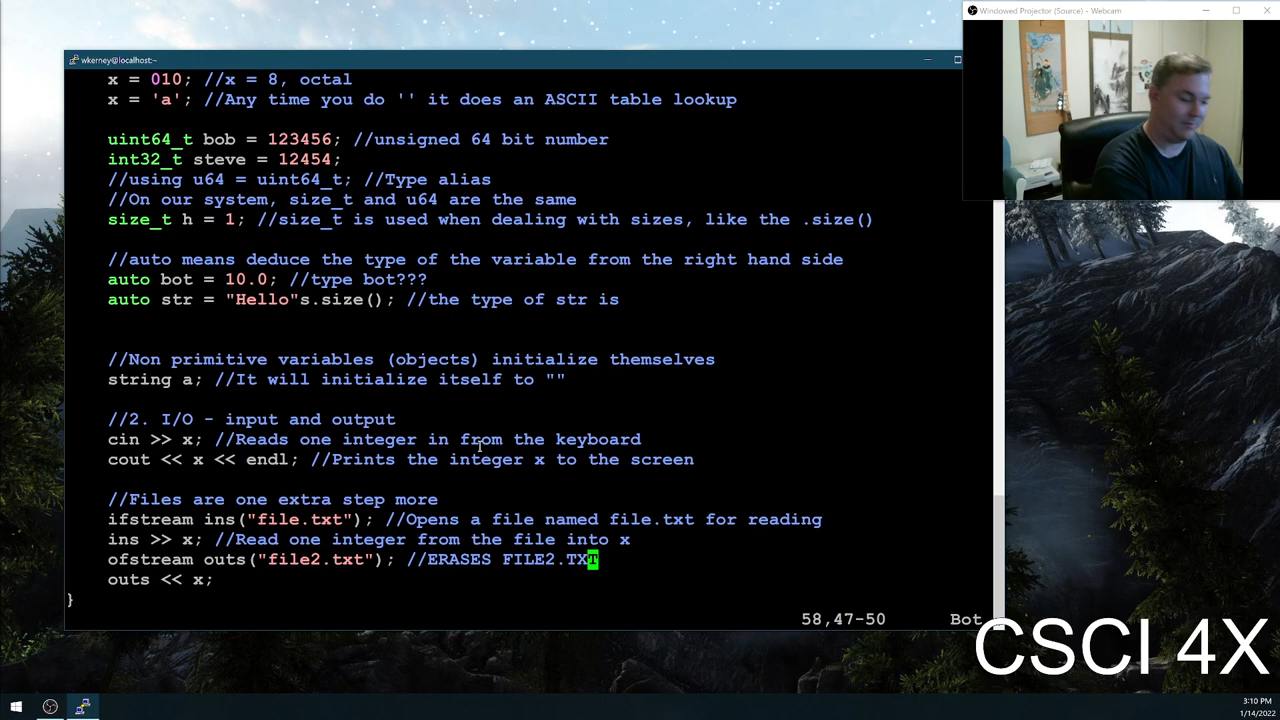 Windowed Projector (Source) - Webcam
wkerney@localhost:~
x = 010; //x = 8, octal
x = 'a'; //Any time you do '' it does an ASCII table lookup
uint64_t bob = 123456; //unsigned 64 bit number
int32_t steve = 12454;
//using u64 = uint64_t; //Type alias
//On our system, size_t and u64 are the same
size_t h = 1; //size_t is used when dealing with sizes, like the .size()
//auto means deduce the type of the variable from the right hand side
auto bot = 10.0; //type bot???
auto str = "Hello"s.size(); //the type of str is
//Non primitive variables (objects) initialize themselves
string a; //It will initialize itself to ""
//2. I/O - input and output
cin >> x; //Reads one integer in from the keyboard
cout << x << endl; //Prints the integer x to the screen
//Files are one extra step more
ifstream ins("file.txt"); //Opens a file named file.txt for reading
ins >> x; //Read one integer from the file into x
ofstream outs("file2.txt"); //ERASES FILE2.TXT
outs << x;
}
58,47-50 Bot
CSCI 4X
3:10 PM
1/14/2022